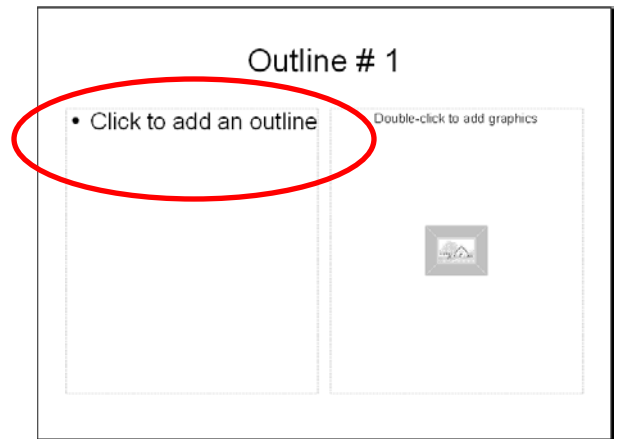 Outline # 1
• Click to add an outline
Double-click to add graphics